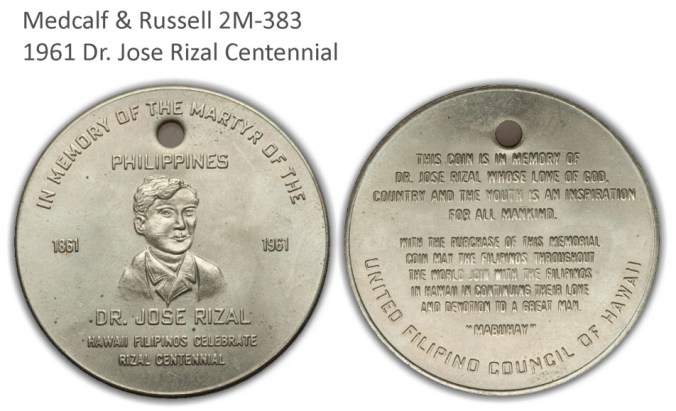 Medcalf & Russell 2M-383
1961 Dr. Jose Rizal Centennial
IN MEMORY OF THE MARTYR OF THE
PHILIPPINES
1861 1961
DR. JOSE RIZAL
HAWAII FILIPINOS CELEBRATE
RIZAL CENTENNIAL
THIS COIN IS IN MEMORY OF
DR. JOSE RIZAL WHOSE LOVE OF GOD,
COUNTRY AND THE YOUTH IS AN INSPIRATION
FOR ALL MANKIND.
WITH THE PURCHASE OF THIS MEMORIAL
COIN MAY THE FILIPINOS THROUGHOUT
THE WORLD JOIN WITH THE FILIPINOS
IN HAWAII IN CONTINUING THEIR LOVE
AND DEVOTION TO A GREAT MAN.
"MABUHAY"
UNITED FILIPINO COUNCIL OF HAWAII